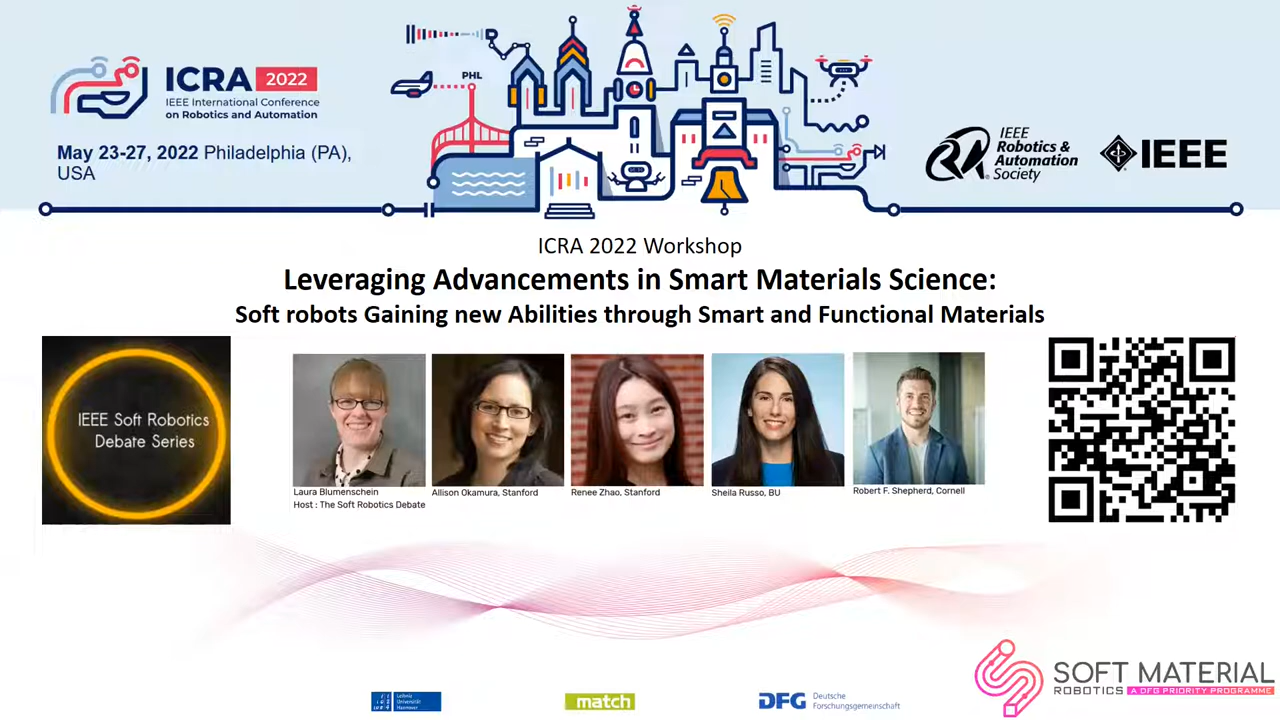 ICRA 2022
IEEE International Conference
on Robotics and Automation
May 23-27, 2022 Philadelphia (PA),
USA
PHL
IEEE
Robotics &
Automation
Society
IEEE
ICRA 2022 Workshop
Leveraging Advancements in Smart Materials Science:
Soft robots Gaining new Abilities through Smart and Functional Materials
IEEE Soft Robotics
Debate Series
Laura Blumenschein
Host : The Soft Robotics Debate
Allison Okamura, Stanford
Renee Zhao, Stanford
Sheila Russo, BU
Robert F. Shepherd, Cornell
Leibniz
Universität
Hannover
match
DFG
Deutsche
Forschungsgemeinschaft
SOFT MATERIAL
ROBOTICS A DFG PRIORITY PROGRAMME